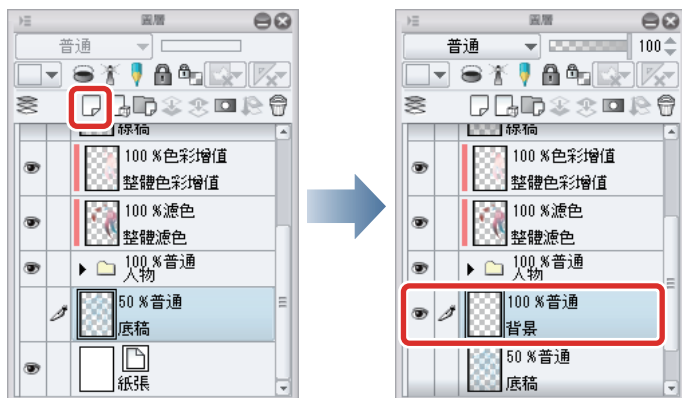 圖層
普通
線稿
100 %色彩增值
整體色彩增值
100 %濾色
整體濾色
100 %普通
人物
50 %普通
底稿
紙張
圖層
普通
100
線稿
100 %色彩增值
整體色彩增值
100 %濾色
整體濾色
100 %普通
人物
100 %普通
背景
50 %普通
底稿